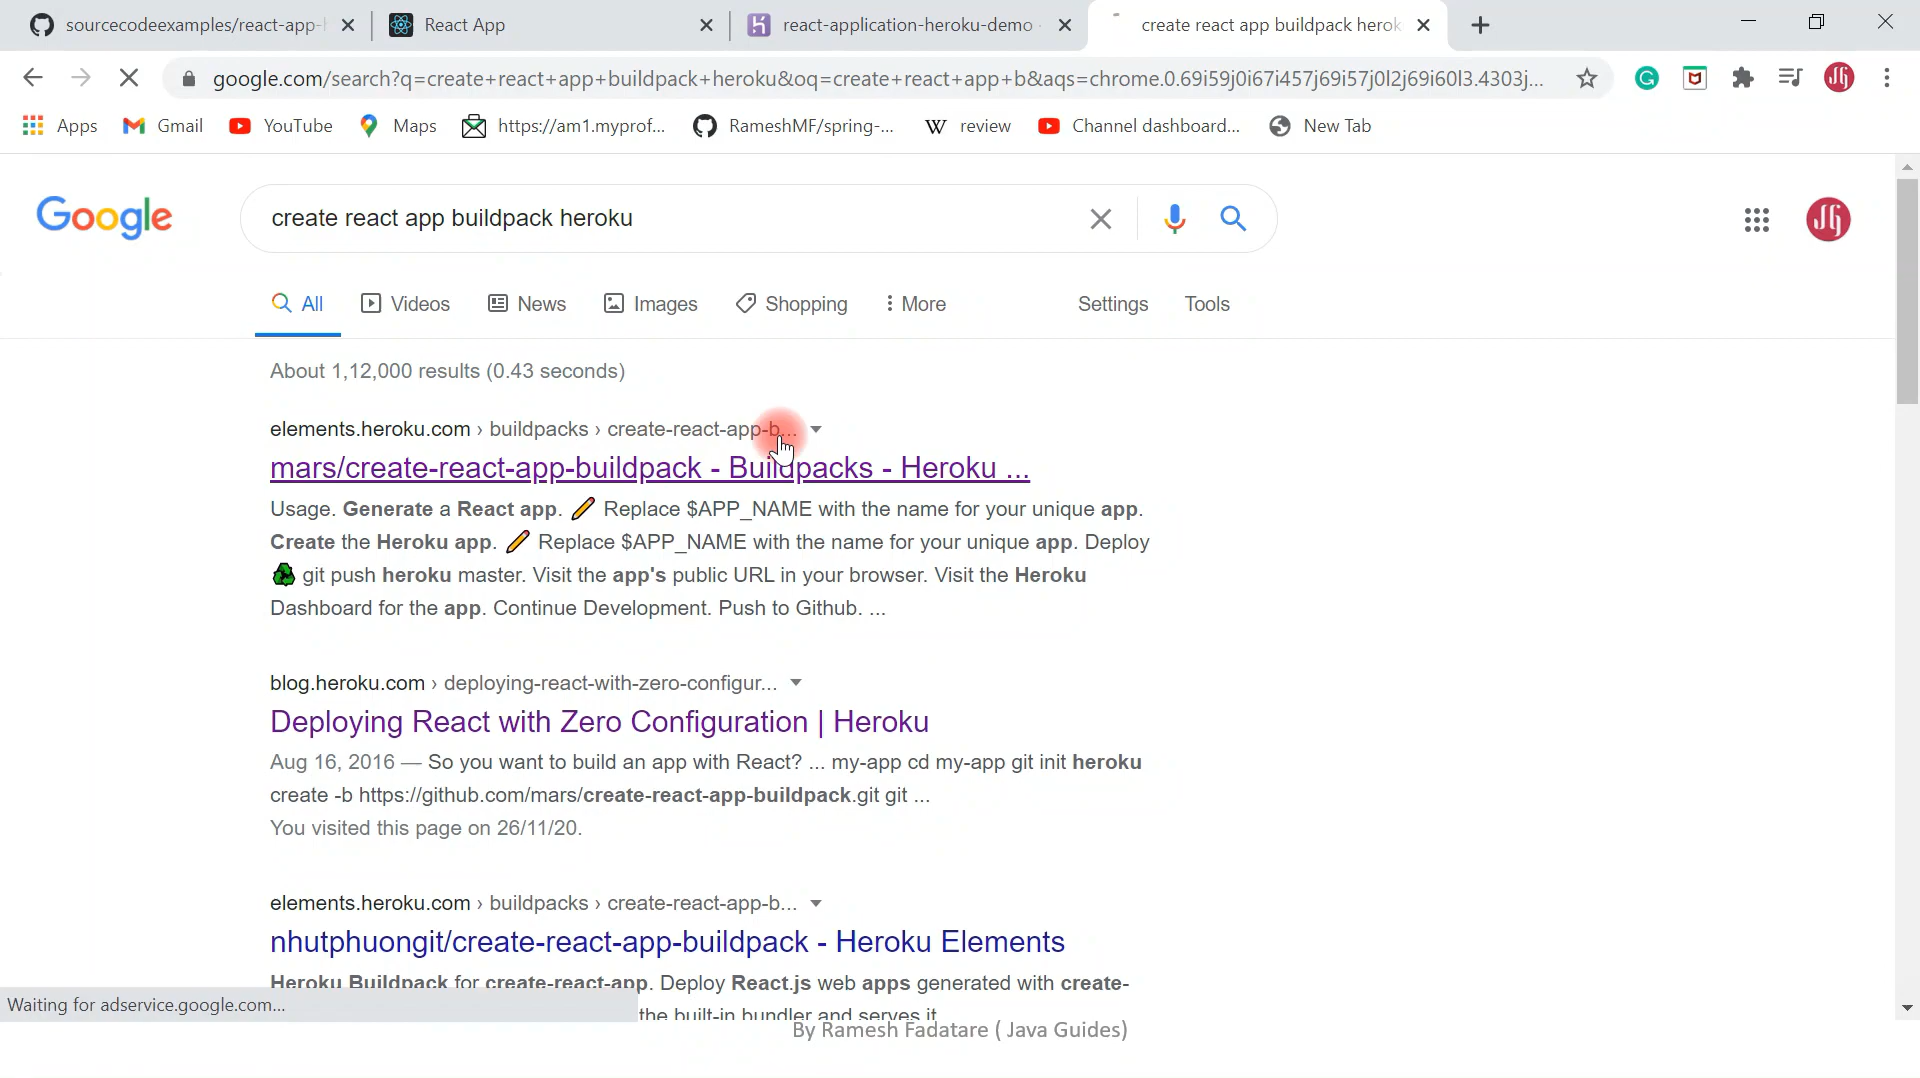 sourcecodeexamples/react-app-
React App
react-application-heroku-demo
create react app buildpack herok
google.com/search?q=create+react+app+buildpack+heroku&oq=create+react+app+b&aqs=chrome.0.69i59j0i67i457j69i57j0l2j69i60l3.4303j...
Apps
Gmail
YouTube
Maps
https://am1.myprof...
RameshMF/spring-...
W review
Channel dashboard...
New Tab
Google
create react app buildpack heroku
All
Videos
News
Images
Shopping
More
Settings
Tools
About 1,12,000 results (0.43 seconds)
elements.heroku.com › buildpacks › create-react-app-b...
mars/create-react-app-buildpack - Buildpacks - Heroku ...
Usage. Generate a React app. ✏️ Replace $APP_NAME with the name for your unique app.
Create the Heroku app. ✏️ Replace $APP_NAME with the name for your unique app. Deploy
♻ git push heroku master. Visit the app's public URL in your browser. Visit the Heroku
Dashboard for the app. Continue Development. Push to Github. ...
blog.heroku.com › deploying-react-with-zero-configur...
Deploying React with Zero Configuration | Heroku
Aug 16, 2016 — So you want to build an app with React? ... my-app cd my-app git init heroku
create -b https://github.com/mars/create-react-app-buildpack.git git ...
You visited this page on 26/11/20.
elements.heroku.com › buildpacks › create-react-app-b...
nhutphuongit/create-react-app-buildpack - Heroku Elements
Heroku Buildpack for create-react-app. Deploy React.js web apps generated with create-
the built-in bundler and serves it
Waiting for adservice.google.com...
By Ramesh Fadatare ( Java Guides)